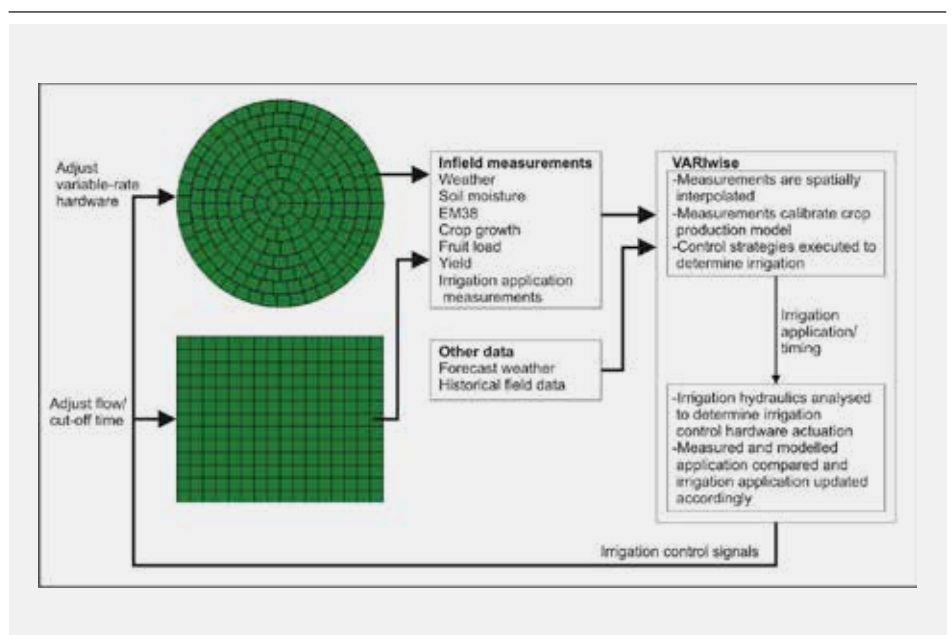 Adjust
variable-rate
hardware
Adjust flow/
cut-off time
Infield measurements
Weather
Soil moisture
EM38
Crop growth
Fruit load
Yield
Irrigation application
measurements
Other data
Forecast weather
Historical field data
VARIwise
-Measurements are spatially
interpolated
-Measurements calibrate crop
production model
-Control strategies executed to
determine irrigation
Irrigation
application/
timing
-Irrigation hydraulics analysed
to determine irrigation
control hardware actuation
-Measured and modelled
application compared and
irrigation application updated
accordingly
Irrigation control signals